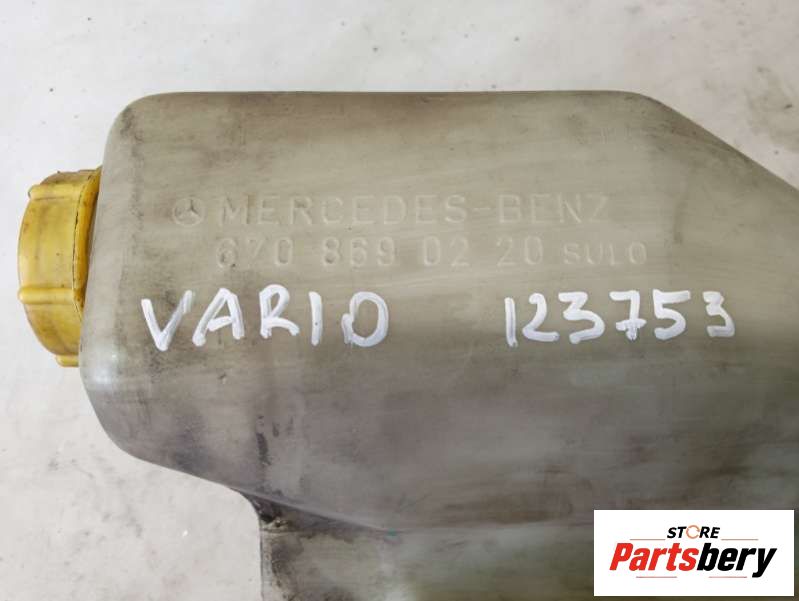 MERCEDES-BENZ
670 869 02 20 SULO
VARIO 123753
STORE
Partsbery